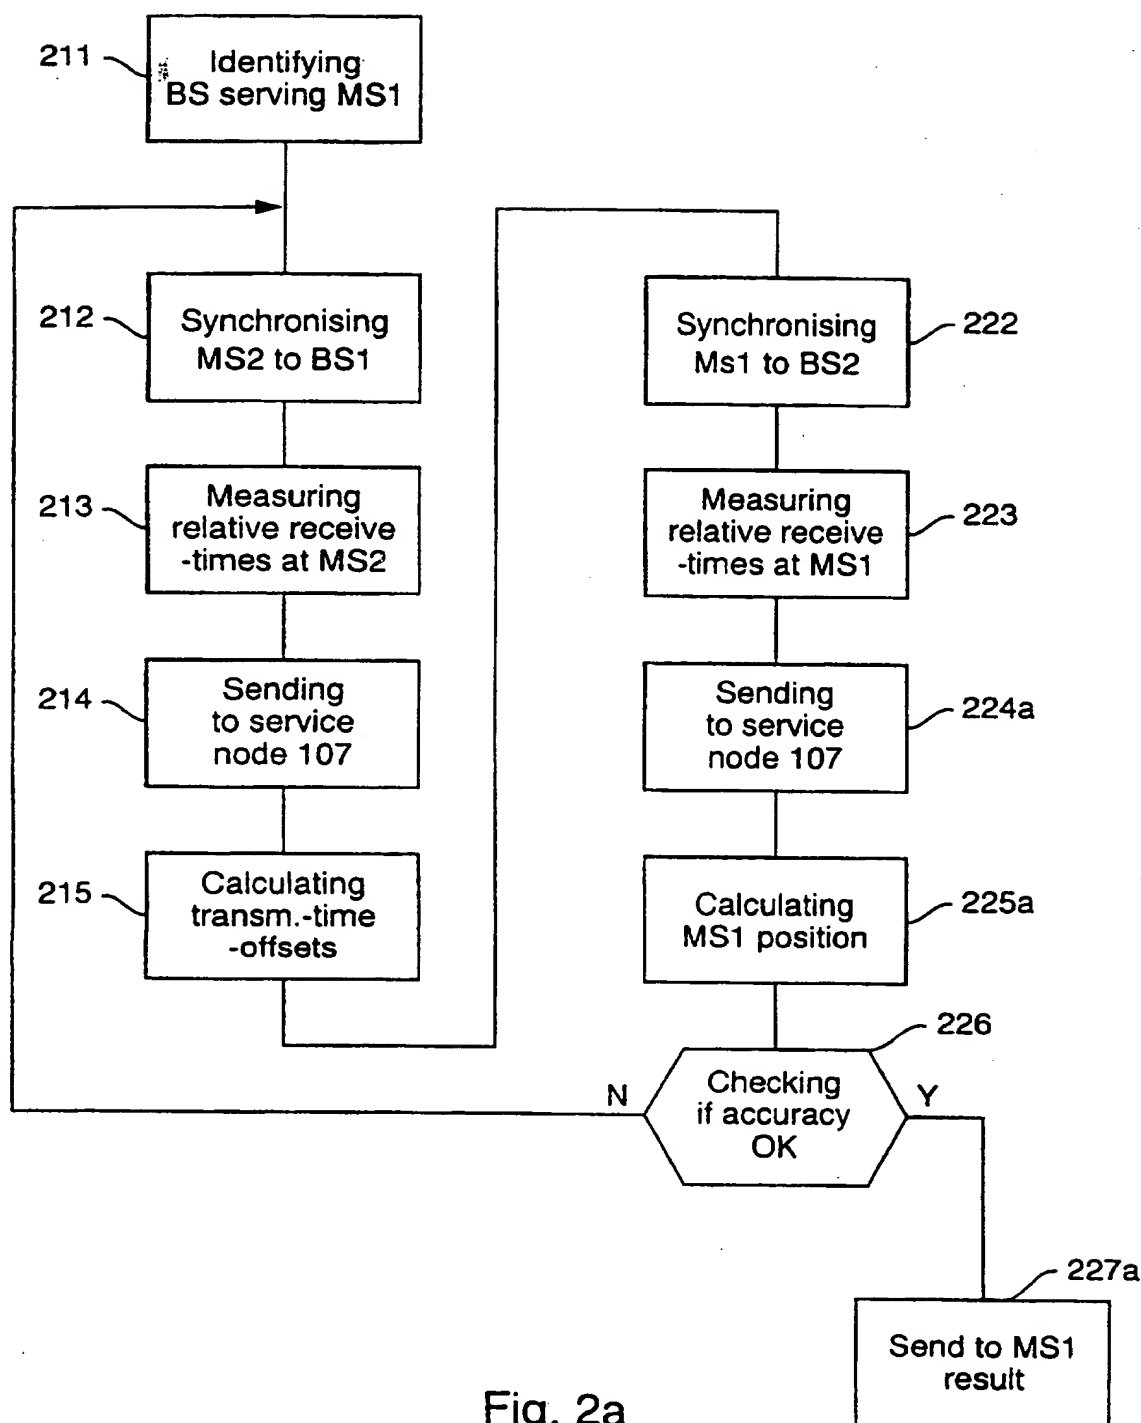 211
Identifying
BS serving MS1
212
Synchronising
MS2 to BS1
213
Measuring
relative receive
-times at MS2
214
Sending
to service
node 107
215
Calculating
transm.-time
-offsets
222
Synchronising
Ms1 to BS2
223
Measuring
relative receive
-times at MS1
224a
Sending
to service
node 107
225a
Calculating
MS1 position
226
N
Checking
if accuracy
OK
Y
227a
Send to MS1
result
Fig. 2a